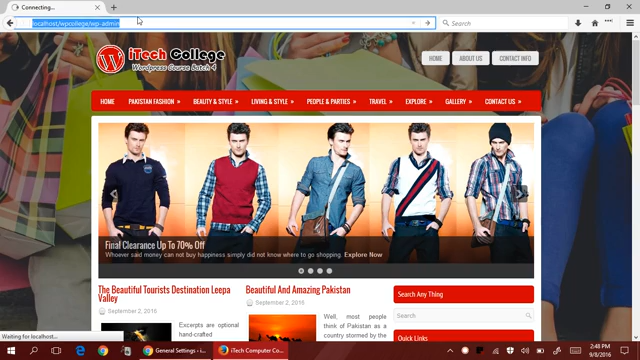 Connecting...
localhost/wpcollege/wp-admin
Search
iTech College
Wordpress Course Batch 4
HOME
ABOUT US
CONTACT INFO
HOME
PAKISTAN FASHION »
BEAUTY & STYLE »
LIVING & STYLE »
PEOPLE & PARTIES »
TRAVEL »
EXPLORE »
GALLERY »
CONTACT US »
Final Clearance Up To 70% Off
Whoever said money can not buy happiness simply did not know where to go shopping. Explore Now
The Beautiful Tourists Destination Leepa
Valley
September 2, 2016
Excerpts are optional
hand-crafted
Beautiful And Amazing Pakistan
September 2, 2016
Well, most people
think of Pakistan as a
country stormed by the
Search Any Thing
Search
Quick Links
Waiting for localhost...
General Settings ‹ i...
iTech Computer Co...
2:48 PM
9/8/2016